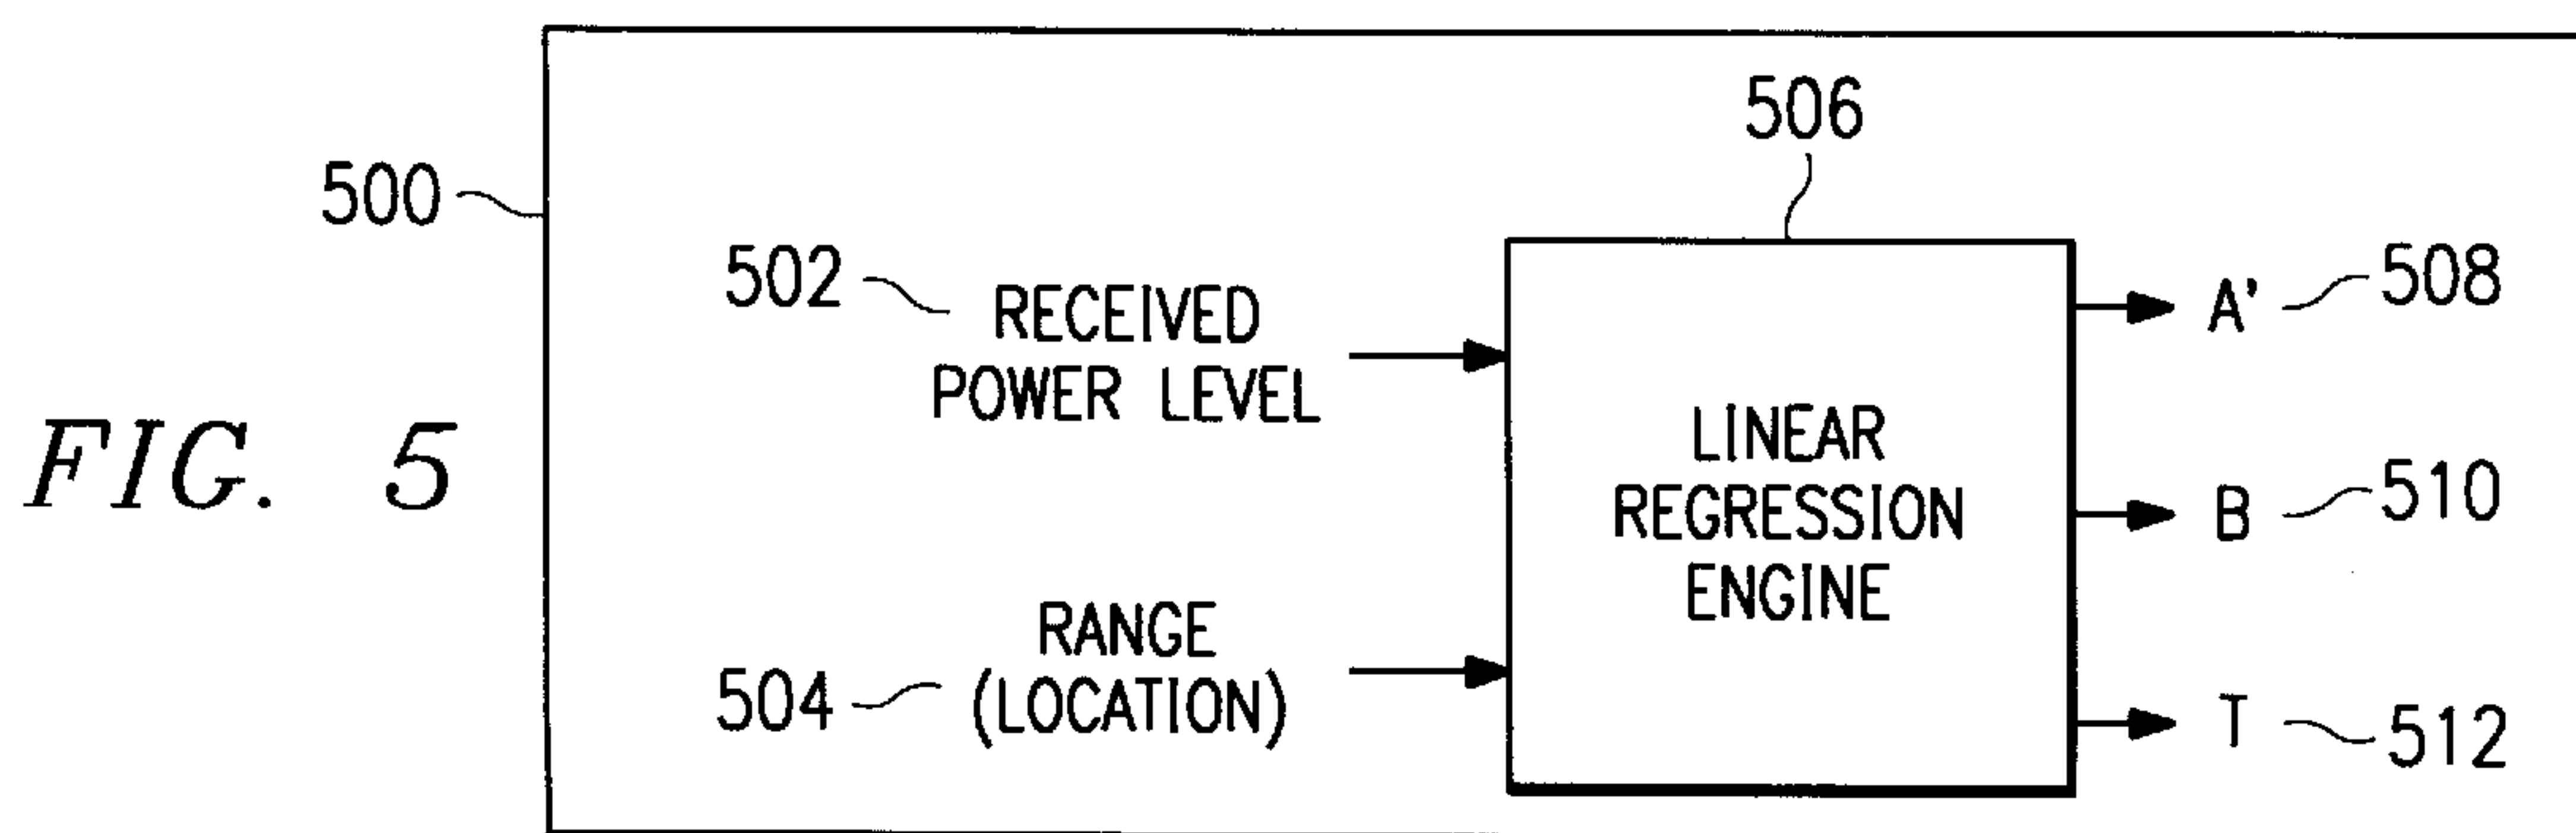 FIG. 5
500
502
RECEIVED
POWER LEVEL
504
RANGE
(LOCATION)
506
LINEAR
REGRESSION
ENGINE
A' 508
B 510
T 512